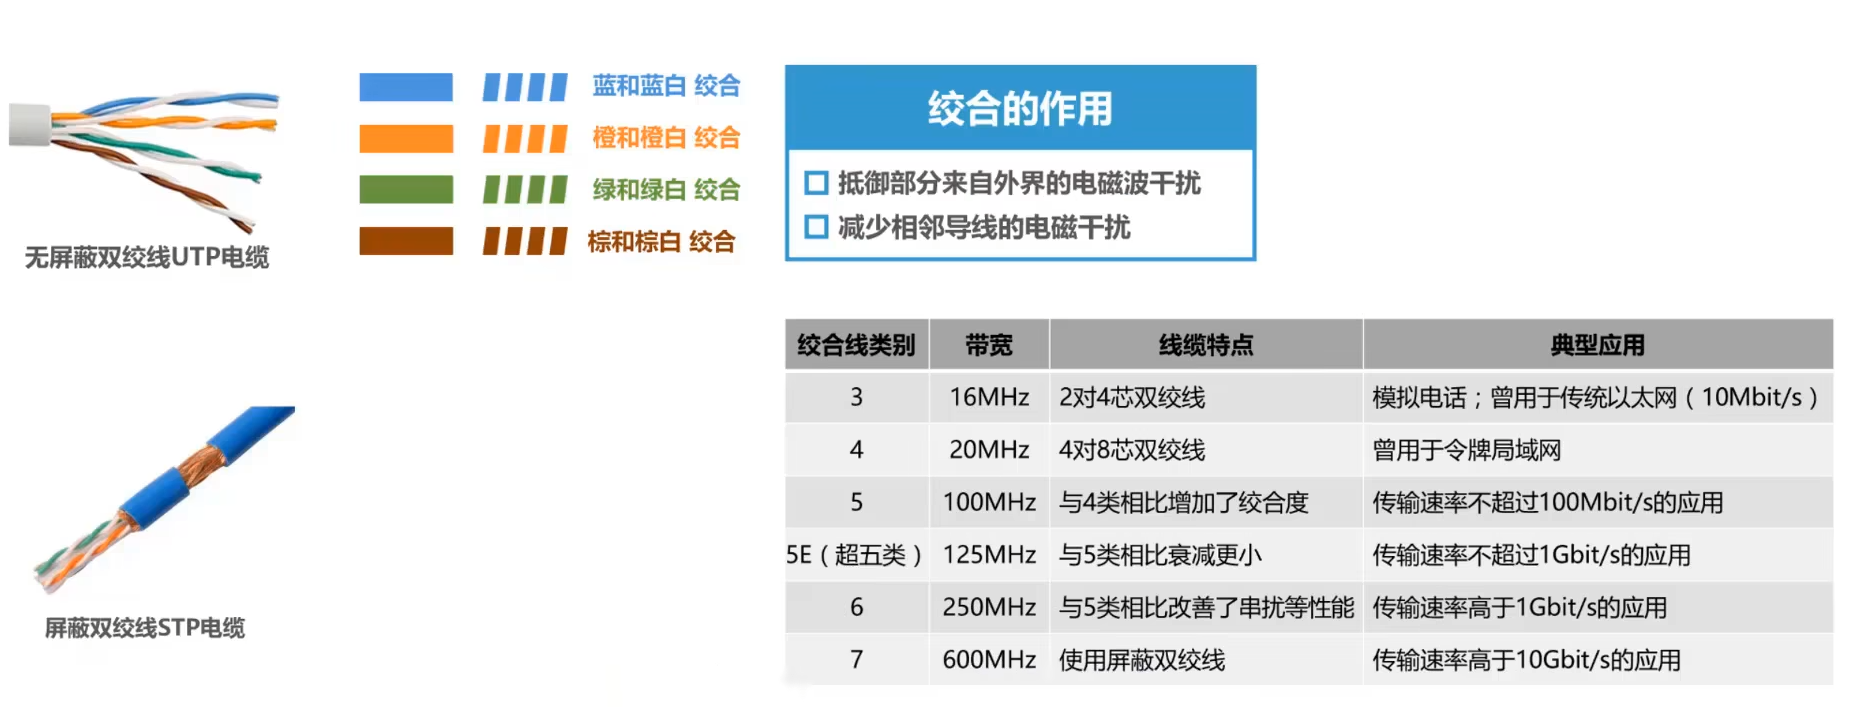 蓝和蓝白 绞合
橙和橙白 绞合
绿和绿白 绞合
棕和棕白 绞合
无屏蔽双绞线UTP电缆
绞合的作用
抵御部分来自外界的电磁波干扰
减少相邻导线的电磁干扰
屏蔽双绞线STP电缆
绞合线类别 带宽 线缆特点 典型应用
3 16MHz 2对4芯双绞线 模拟电话；曾用于传统以太网（10Mbit/s）
4 20MHz 4对8芯双绞线 曾用于令牌局域网
5 100MHz 与4类相比增加了绞合度 传输速率不超过100Mbit/s的应用
5E（超五类） 125MHz 与5类相比衰减更小 传输速率不超过1Gbit/s的应用
6 250MHz 与5类相比改善了串扰等性能 传输速率高于1Gbit/s的应用
7 600MHz 使用屏蔽双绞线 传输速率高于10Gbit/s的应用